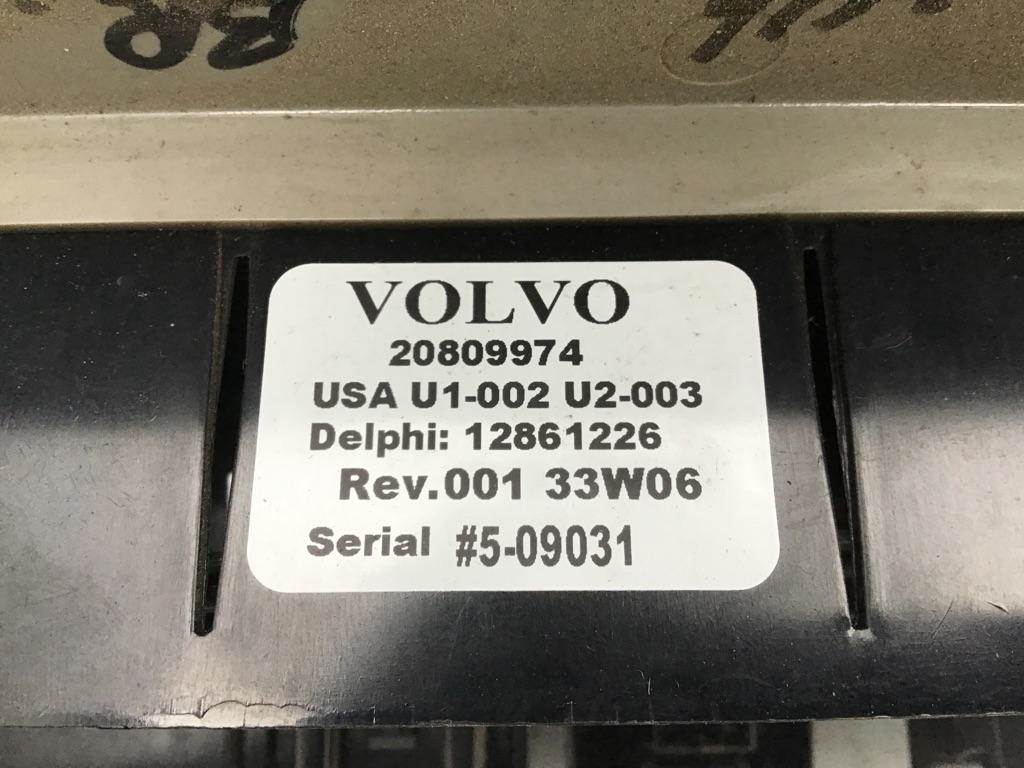 VOLVO
20809974
USA U1-002 U2-003
Delphi: 12861226
Rev.001 33W06
Serial #5-09031